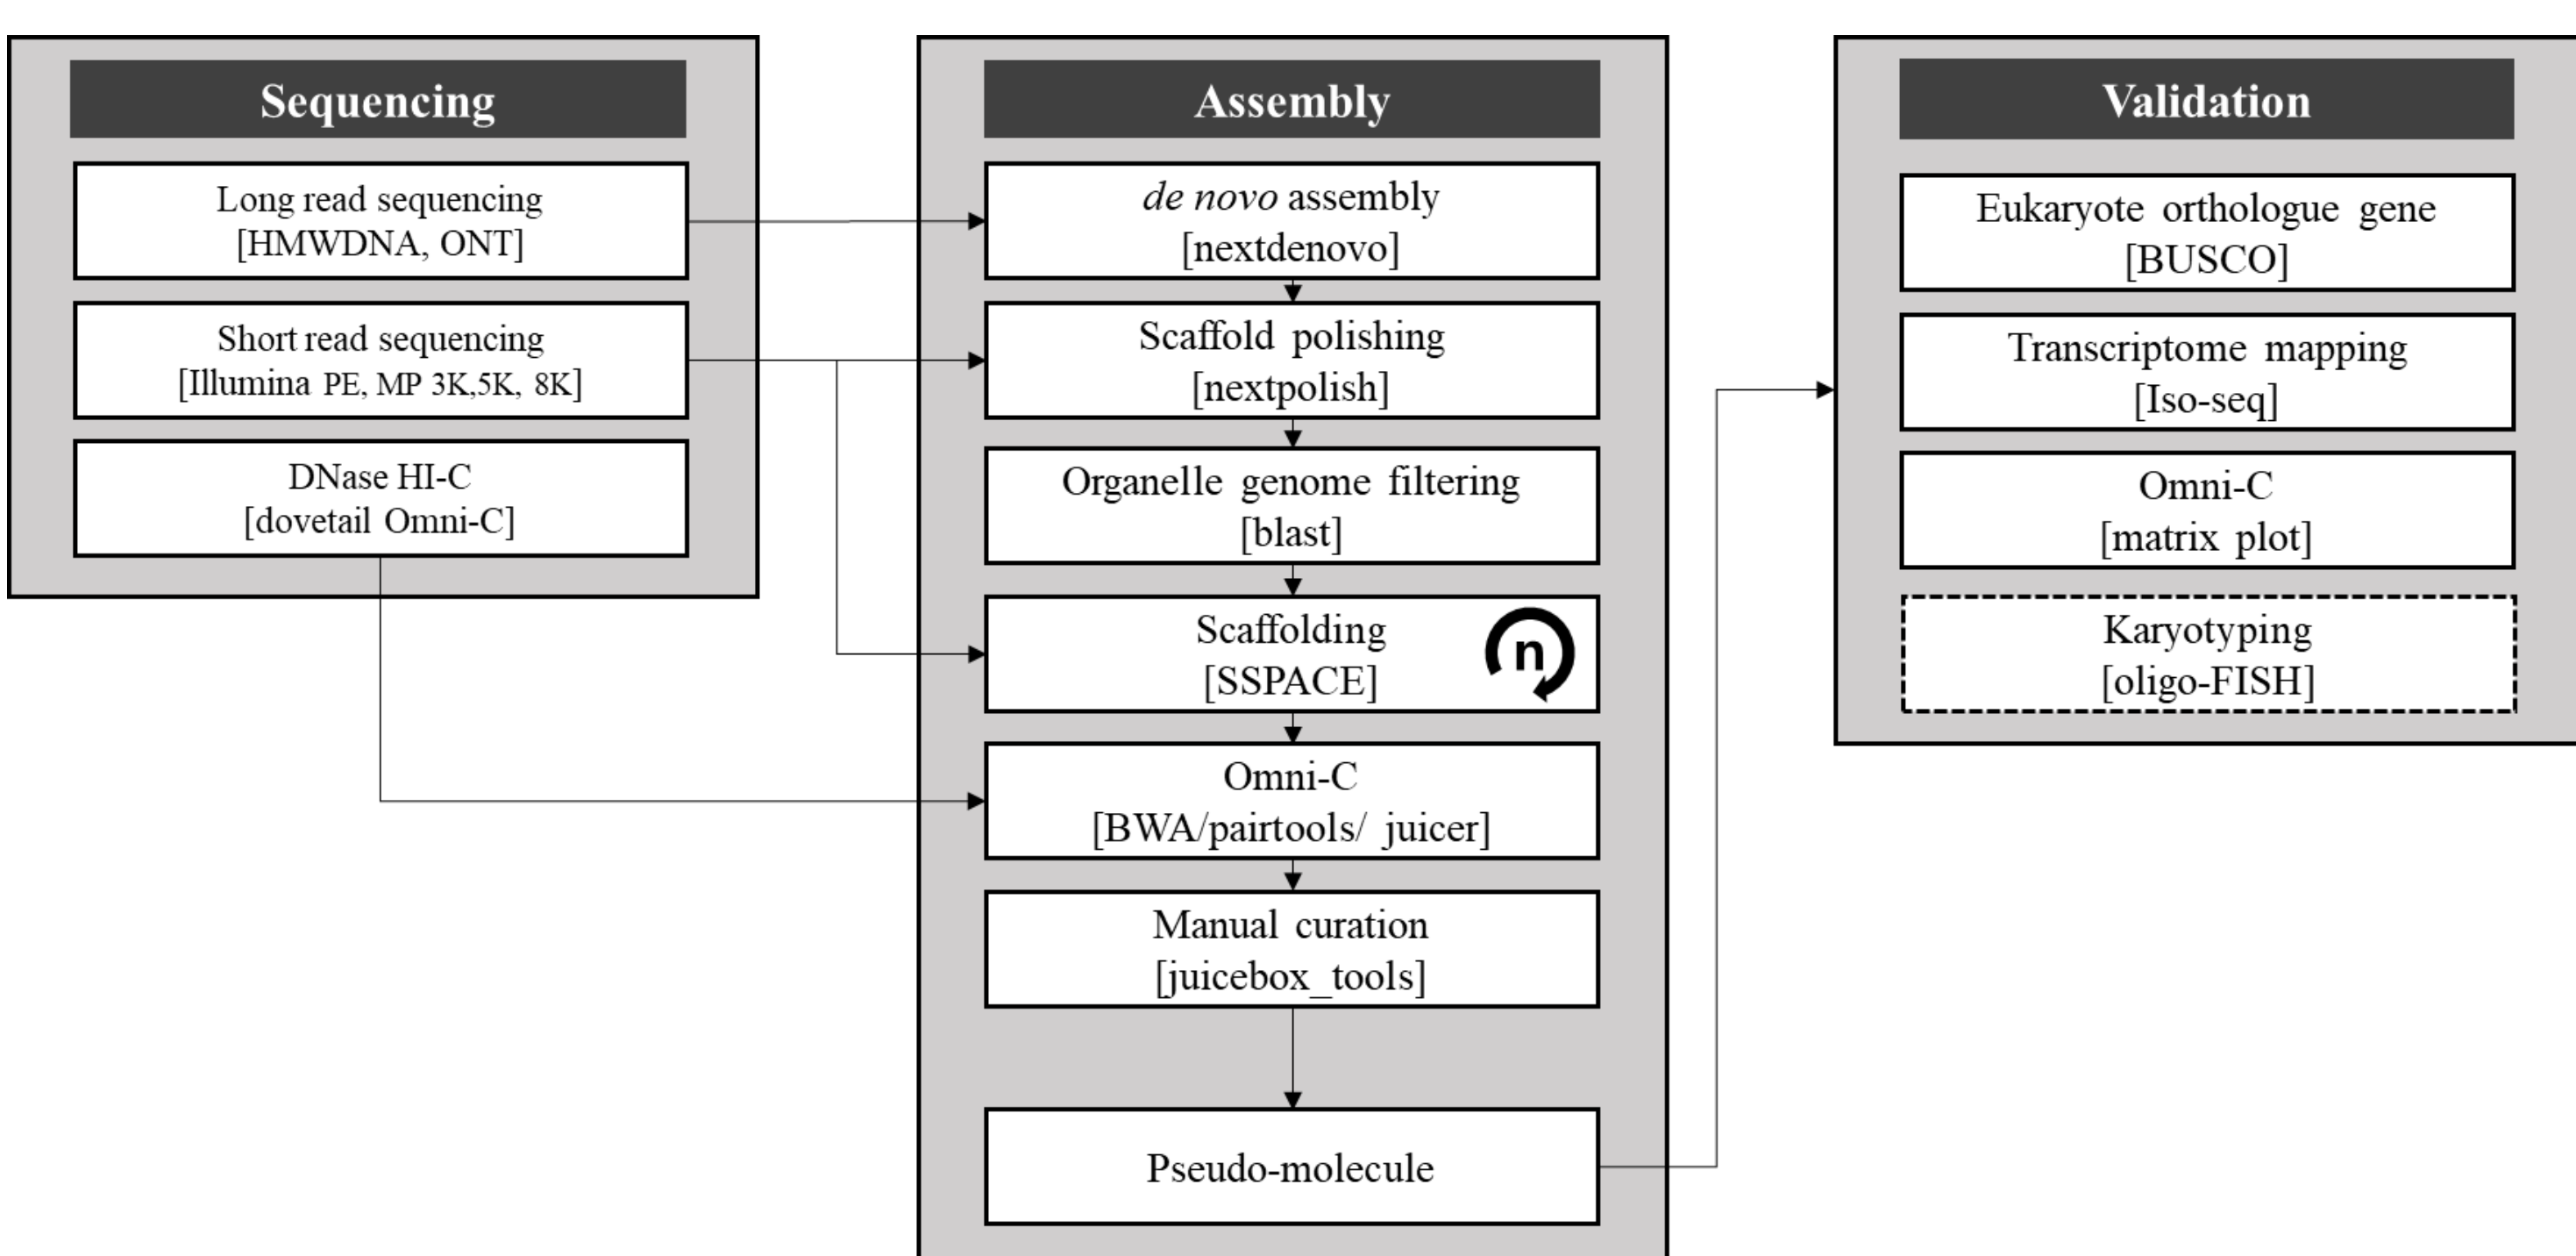 Sequencing
Long read sequencing
[HMWDNA, ONT]
Short read sequencing
[Illumina PE, MP 3K,5K, 8K]
DNase HI-C
[dovetail Omni-C]
Assembly
de novo assembly
[nextdenovo]
Scaffold polishing
[nextpolish]
Organelle genome filtering
[blast]
Scaffolding
[SSPACE]
n
Omni-C
[BWA/pairtools/ juicer]
Manual curation
[juicebox_tools]
Pseudo-molecule
Validation
Eukaryote orthologue gene
[BUSCO]
Transcriptome mapping
[Iso-seq]
Omni-C
[matrix plot]
Karyotyping
[oligo-FISH]